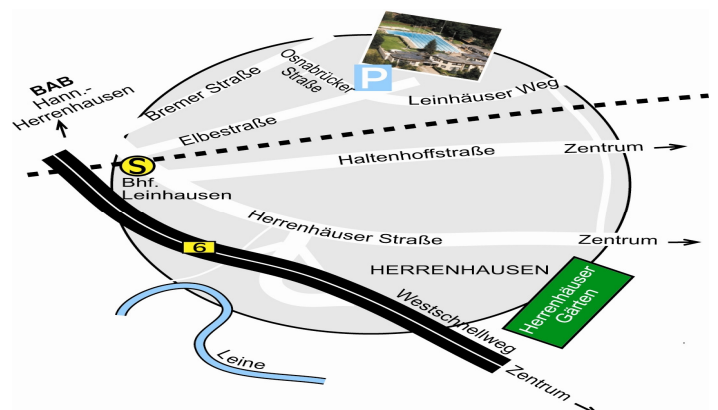 BAB
Hann.-
Herrenhausen
Bremer Straße
Osnabrücker
Straße
P
Elbestraße
Leinhäuser Weg
S
Bhf.
Leinhausen
Haltenhoffstraße
Zentrum
Herrenhäuser Straße
Zentrum
6
HERRENHAUSEN
Herrenhäuser
Gärten
Westschnellweg
Leine
Zentrum